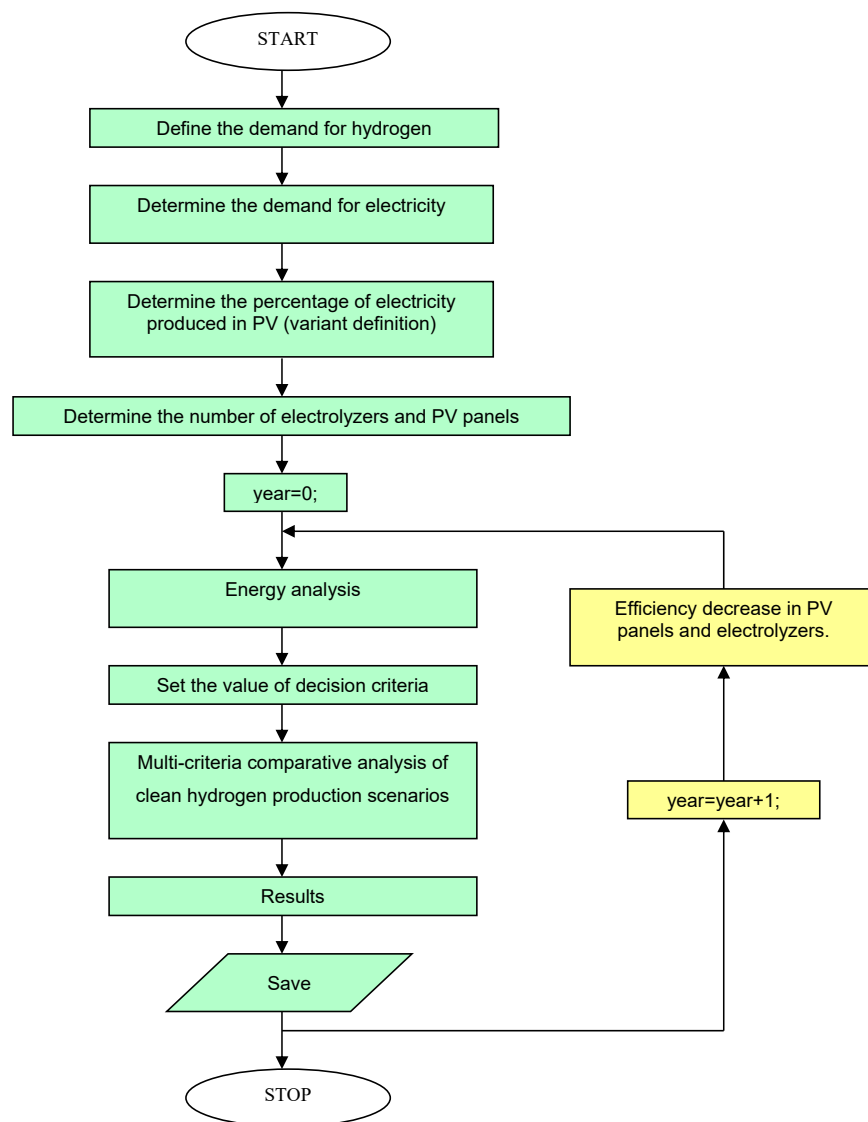 START
Define the demand for hydrogen
Determine the demand for electricity
Determine the percentage of electricity
produced in PV (variant definition)
Determine the number of electrolyzers and PV panels
year=0;
Energy analysis
Set the value of decision criteria
Multi-criteria comparative analysis of
clean hydrogen production scenarios
Results
Save
STOP
Efficiency decrease in PV
panels and electrolyzers.
year=year+1;